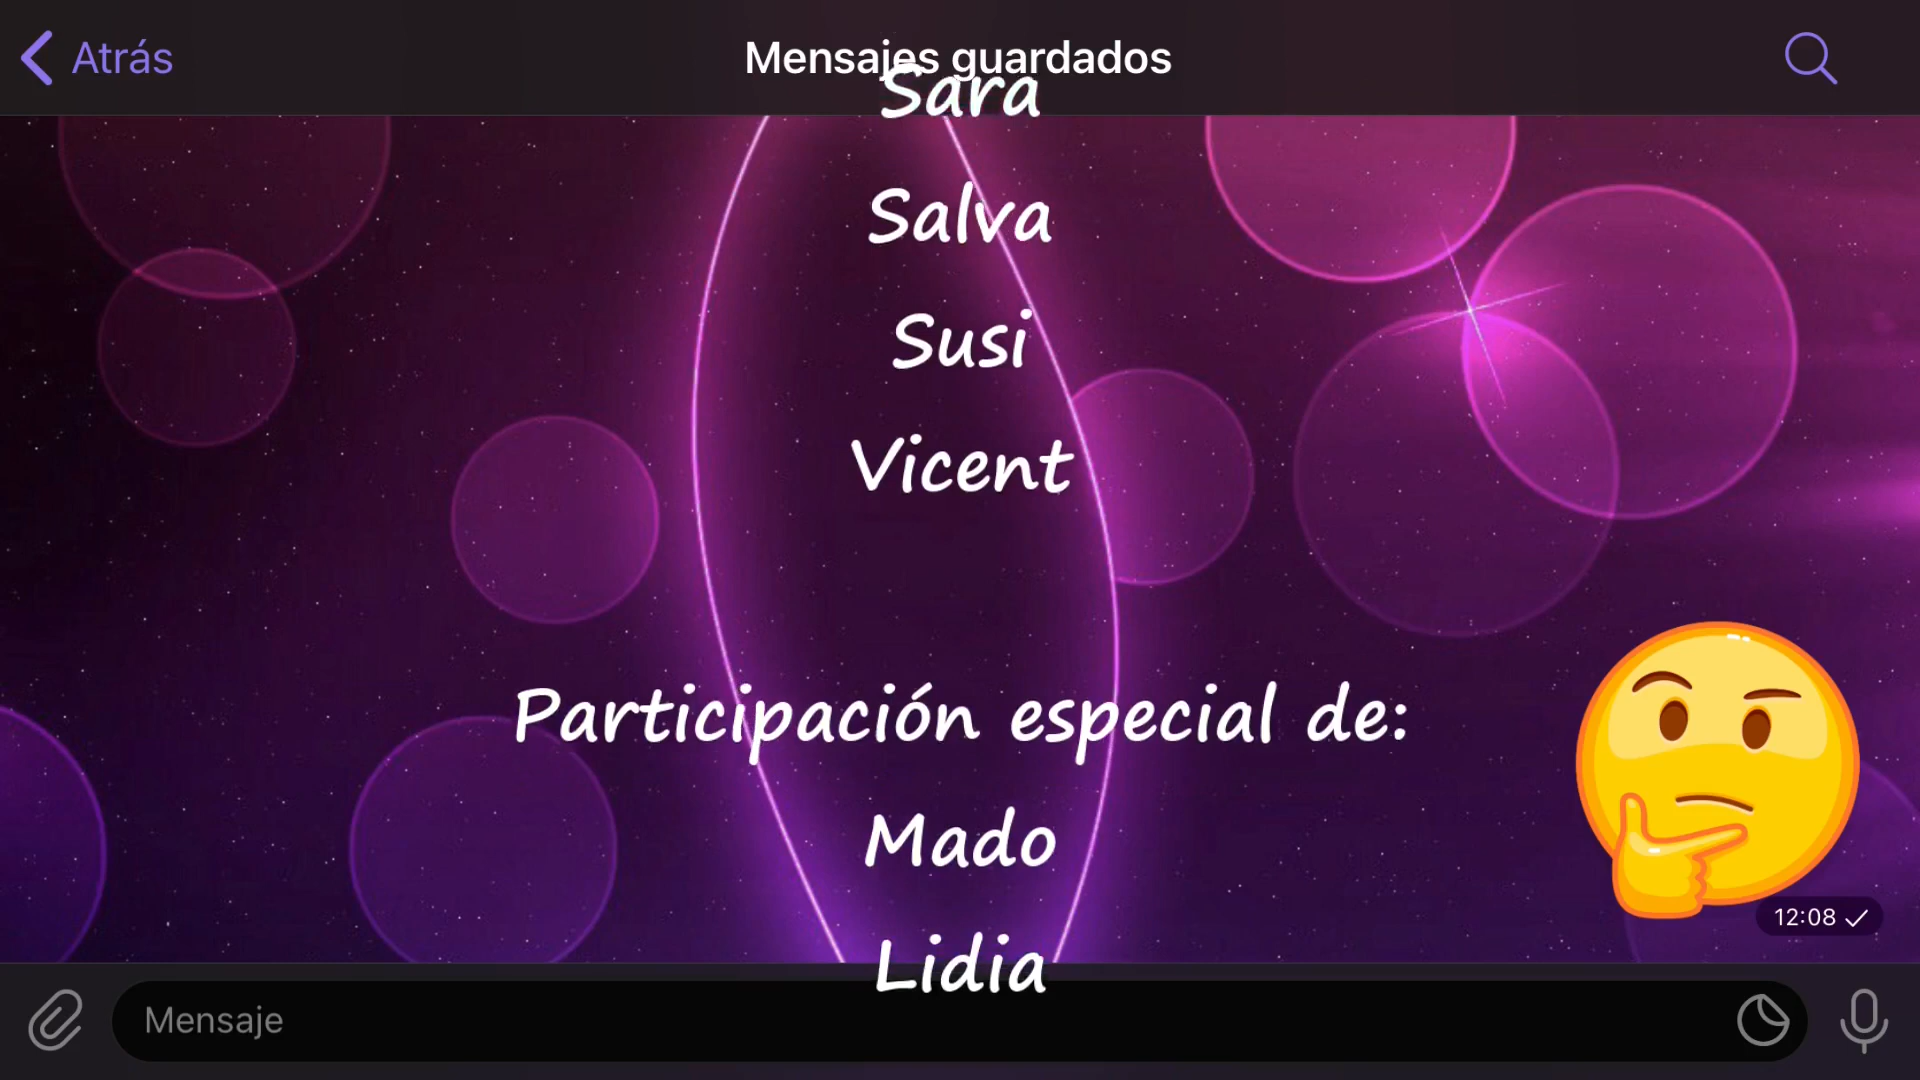 Atrás
Mensajes guardados
Sara
Salva
Susi
Vicent
Participación especial de:
Mado
12:08
Lidia
Mensaje